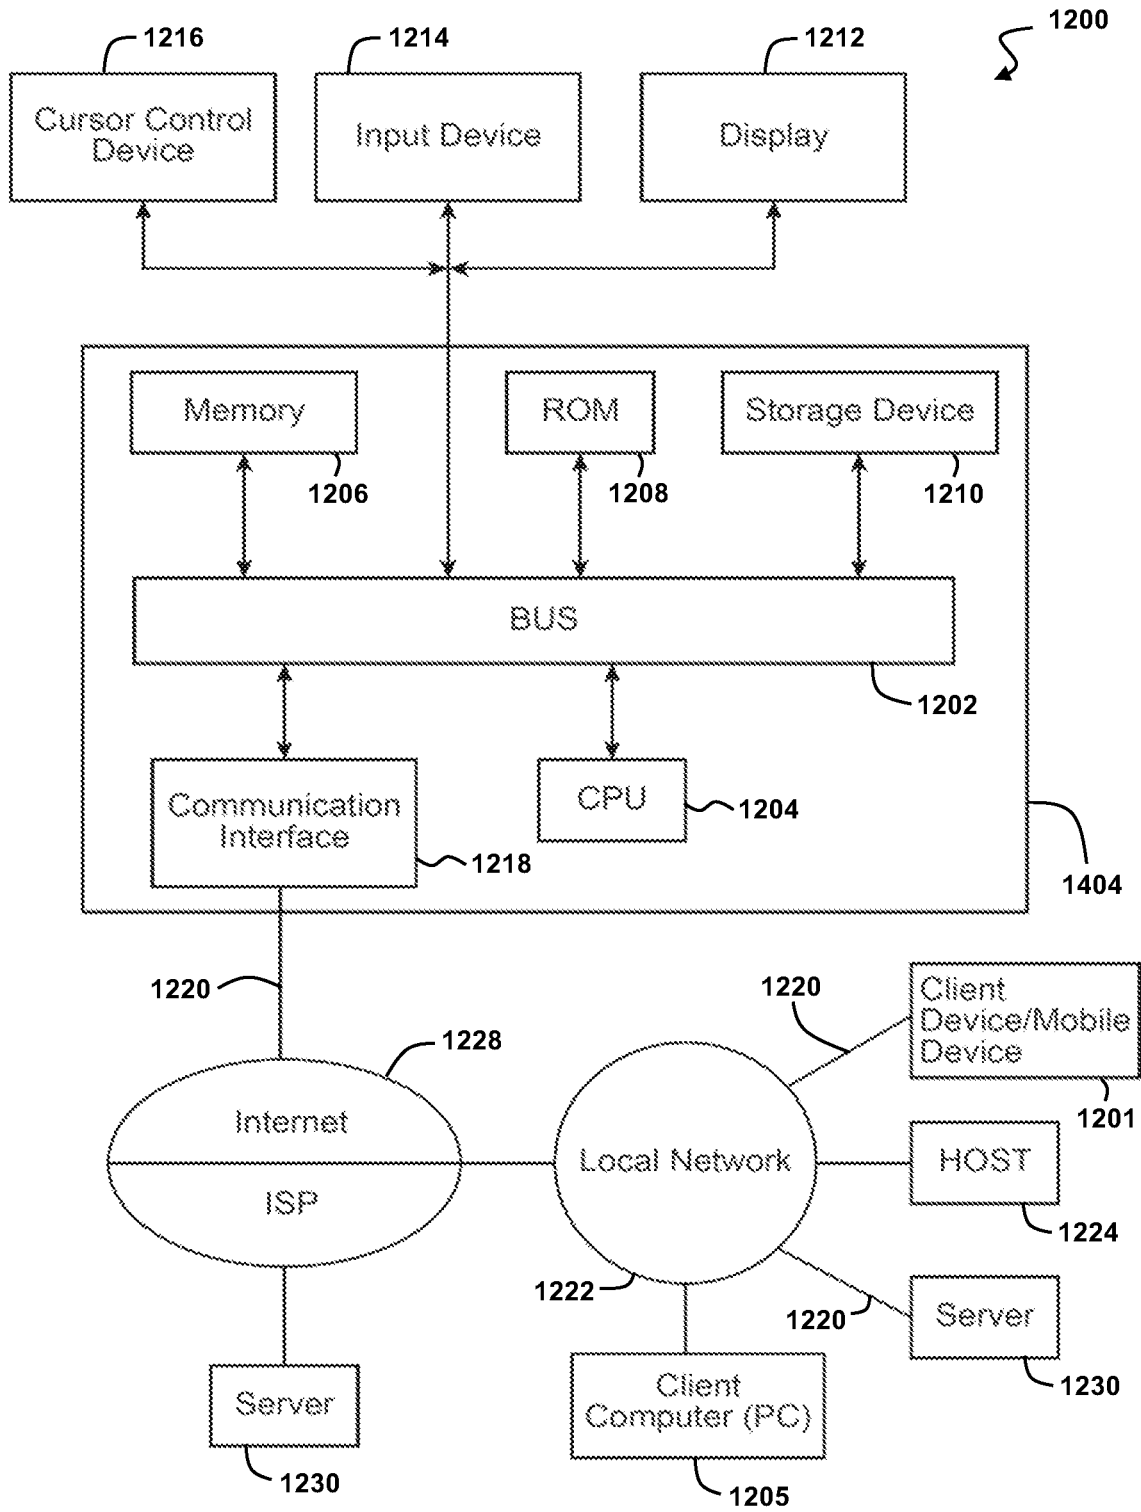 1200
1216
1214
1212
Cursor Control
Device
Input Device
Display
Memory
ROM
Storage Device
1206
1208
1210
BUS
1202
Communication
Interface
CPU
1204
1218
1404
1220
1220
Client
Device/Mobile
Device
1228
1201
Internet
ISP
Local Network
HOST
1224
1222
1220
Server
1230
Server
Client
Computer (PC)
1230
1205